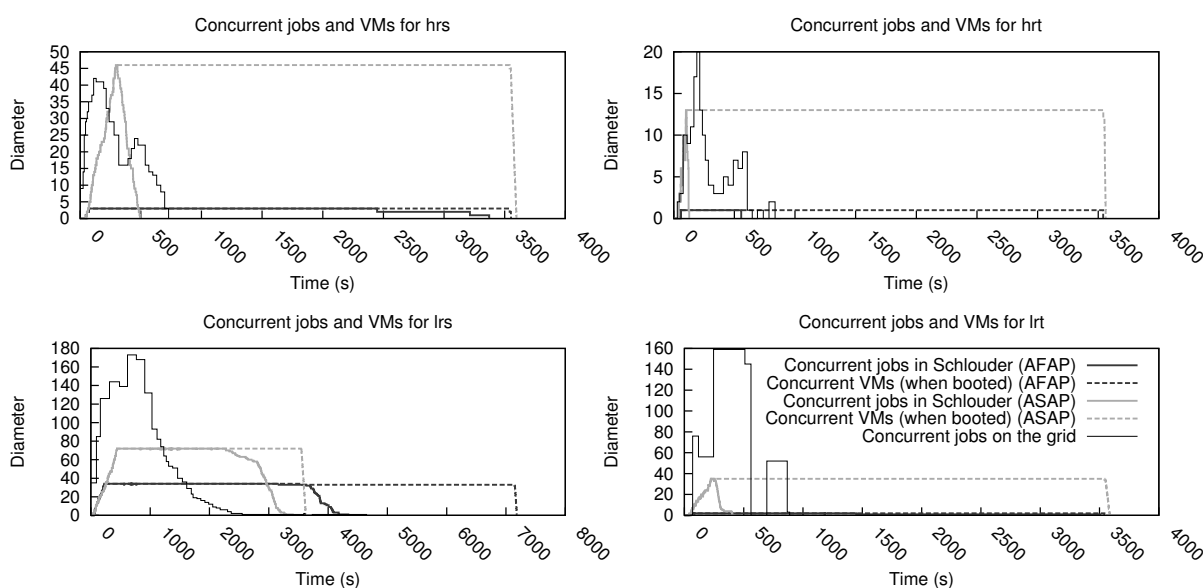 Concurrent jobs and VMs for hrs
50
45
40
35
30
25
20
15
10
5
0
Diameter
0 500 1000 1500 2000 2500 3000 3500 4000
Time (s)
Concurrent jobs and VMs for hrt
20
15
10
5
0
Diameter
0 500 1000 1500 2000 2500 3000 3500 4000
Time (s)
Concurrent jobs and VMs for lrs
180
160
140
120
100
80
60
40
20
0
Diameter
0 1000 2000 3000 4000 5000 6000 7000 8000
Time (s)
Concurrent jobs and VMs for lrt
160
140
120
100
80
60
40
20
0
Diameter
Concurrent jobs in Schlouder (AFAP)
Concurrent VMs (when booted) (AFAP)
Concurrent jobs in Schlouder (ASAP)
Concurrent VMs (when booted) (ASAP)
Concurrent jobs on the grid
0 500 1000 1500 2000 2500 3000 3500 4000
Time (s)